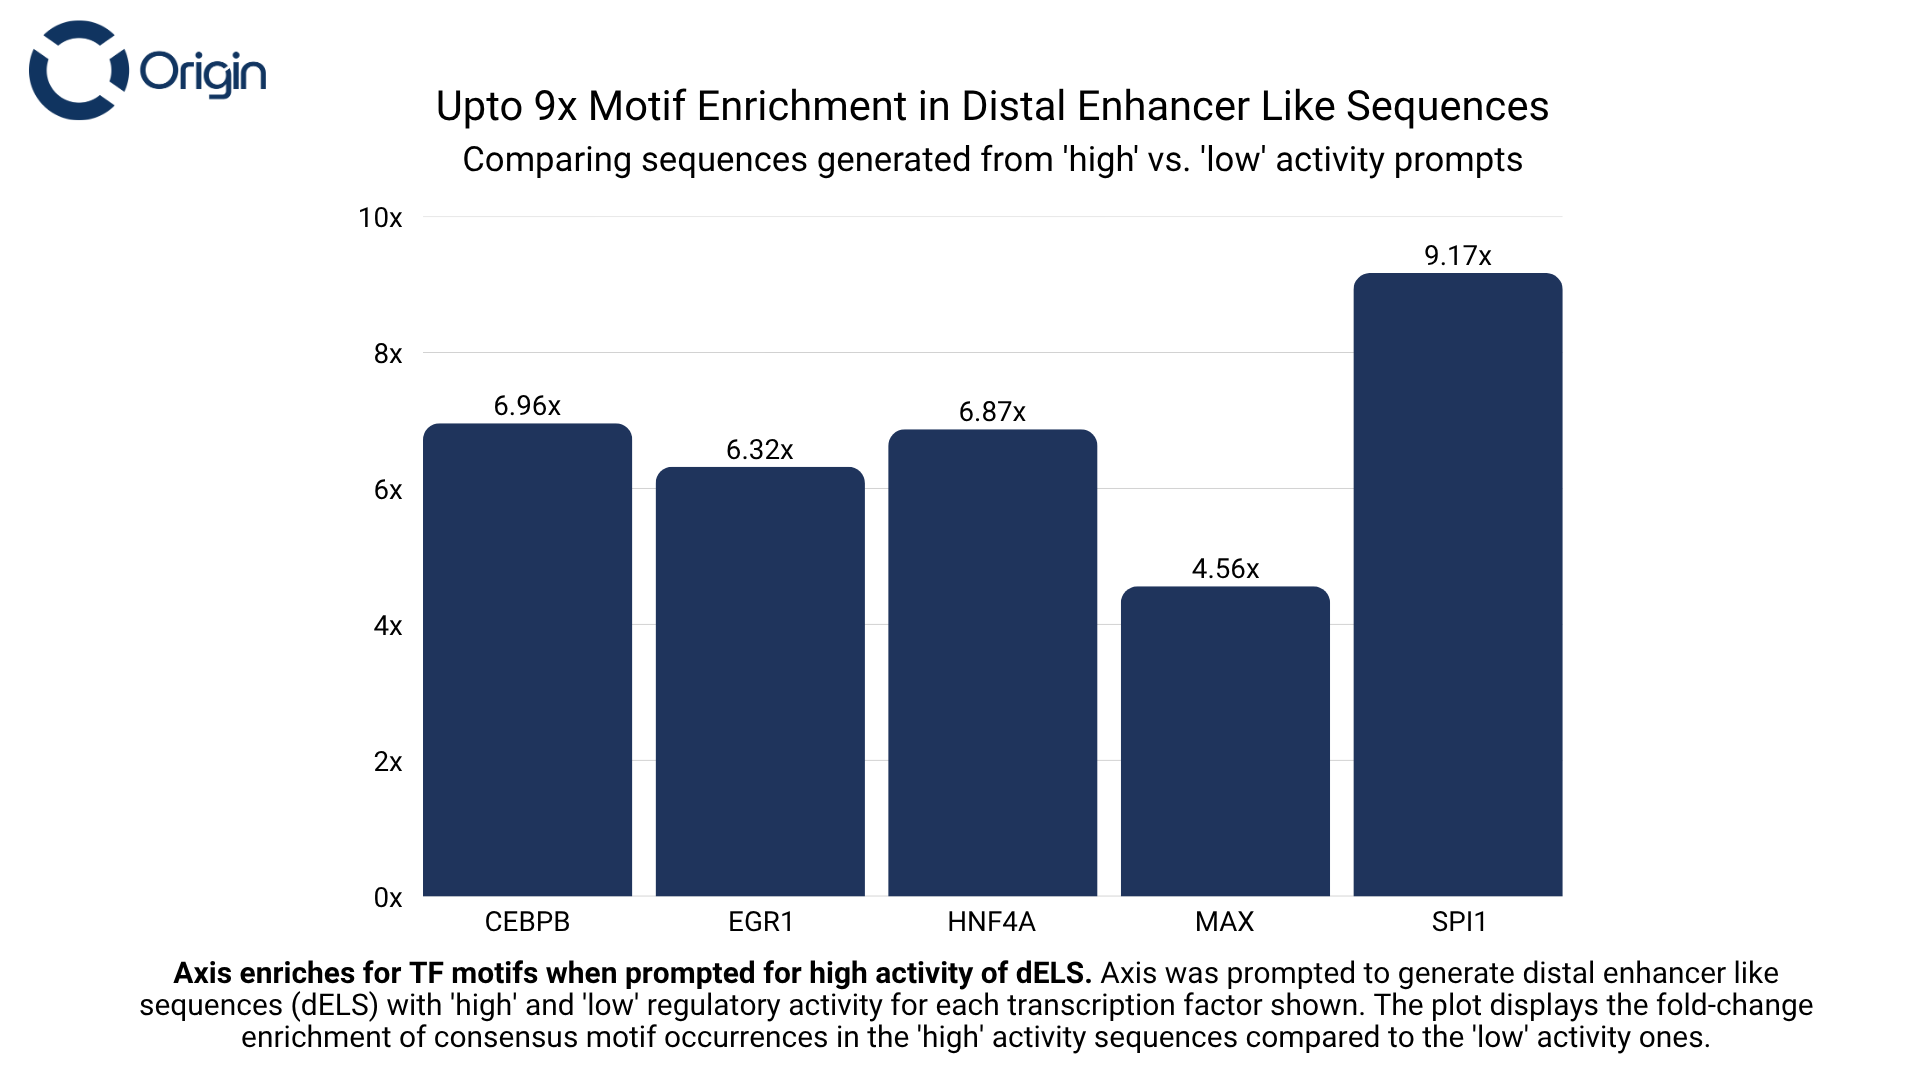 Origin
Upto 9x Motif Enrichment in Distal Enhancer Like Sequences
Comparing sequences generated from 'high' vs. 'low' activity prompts
10x
8x
6x
4x
2x
0x
6.96x
6.32x
6.87x
4.56x
9.17x
CEBPB
EGR1
HNF4A
MAX
SPI1
Axis enriches for TF motifs when prompted for high activity of dELS. Axis was prompted to generate distal enhancer like
sequences (dELS) with 'high' and 'low' regulatory activity for each transcription factor shown. The plot displays the fold-change
enrichment of consensus motif occurrences in the 'high' activity sequences compared to the 'low' activity ones.